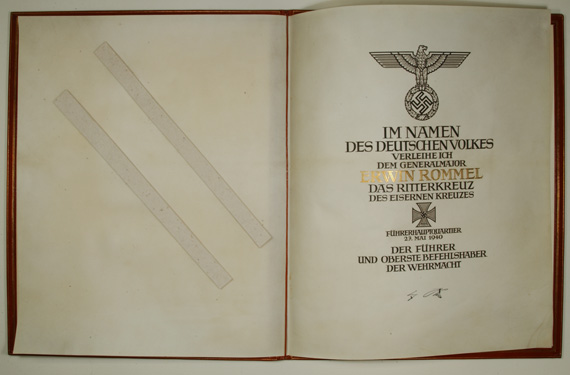 IM NAMEN
DES DEUTSCHEN VOLKES
VERLEIHE ICH
DEM GENERALMAJOR
ERWIN ROMMEL
DAS RITTERKREUZ
DES EISERNEN KREUZES
FÜHRERHAUPTQUARTIER
27. MAI 1940
DER FÜHRER
UND OBERSTE BEFEHLSHABER
DER WEHRMACHT